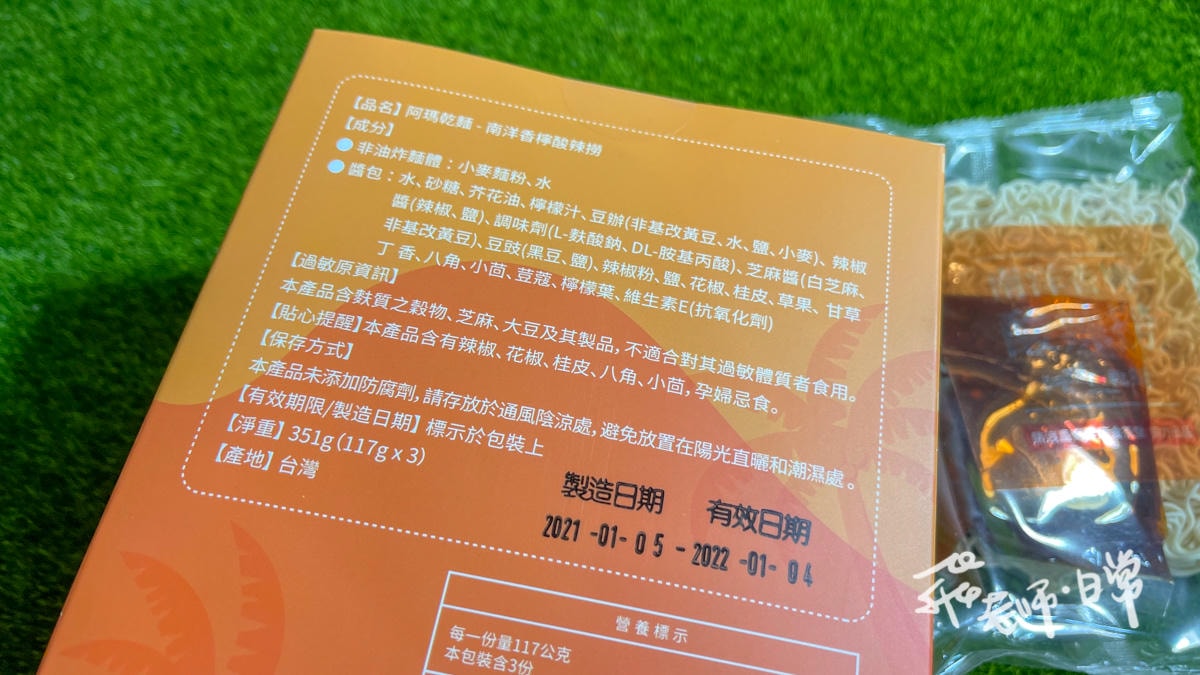 【品名】阿瑪乾麵 - 南洋香檸酸辣撈
【成分】
● 非油炸麵體：小麥麵粉、水
● 醬包：水、砂糖、芥花油、檸檬汁、豆瓣(非基改黃豆、水、鹽、小麥)、辣椒
醬(辣椒、鹽)、調味劑(L-麩酸鈉、DL-胺基丙酸)、芝麻醬(白芝麻、
非基改黃豆)、豆豉(黑豆、鹽)、辣椒粉、鹽、花椒、桂皮、草果、甘草
丁香、八角、小茴、荳蔻、檸檬葉、維生素E(抗氧化劑)
【過敏原資訊】
本產品含麩質之穀物、芝麻、大豆及其製品，不適合對其過敏體質者食用。
【貼心提醒】本產品含有辣椒、花椒、桂皮、八角、小茴，孕婦忌食。
【保存方式】
本產品未添加防腐劑，請存放於通風陰涼處，避免放置在陽光直曬和潮濕處。
【有效期限/製造日期】標示於包裝上
【淨重】351g (117g x 3)
【產地】台灣
製造日期 有效日期
2021 -01- 05 - 2022 -01- 04
營養標示
每一份量117公克
本包裝含3份
老師·日常